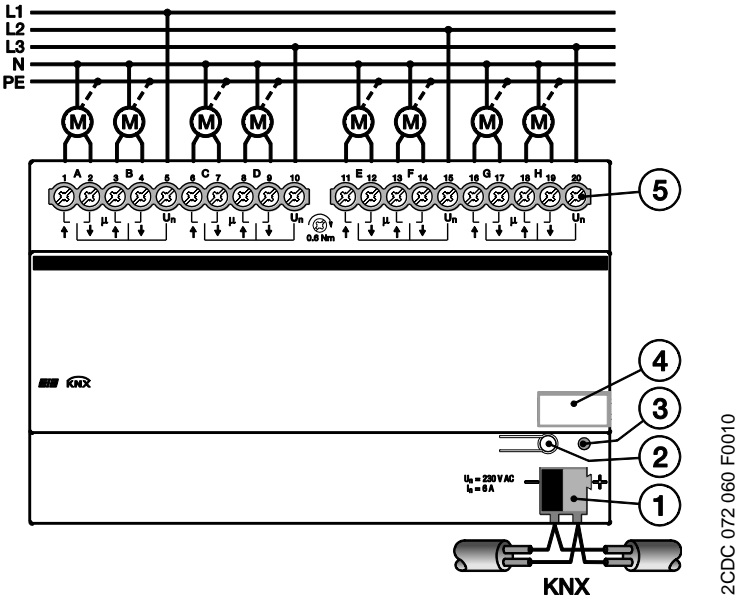 L1
L2
L3
N
PE
M M M M M M M M
1 A 2 3 B 4 5 6 C 7 8 D 9 10 11 E 12 13 F 14 15 16 G 17 18 H 19 20
5
µ Un µ Un µ Un µ Un
0.6 Nm
ABB KNX
4
3
2
Un = 230 V AC
In = 6 A
− +
1
KNX
2CDC 072 060 F0010